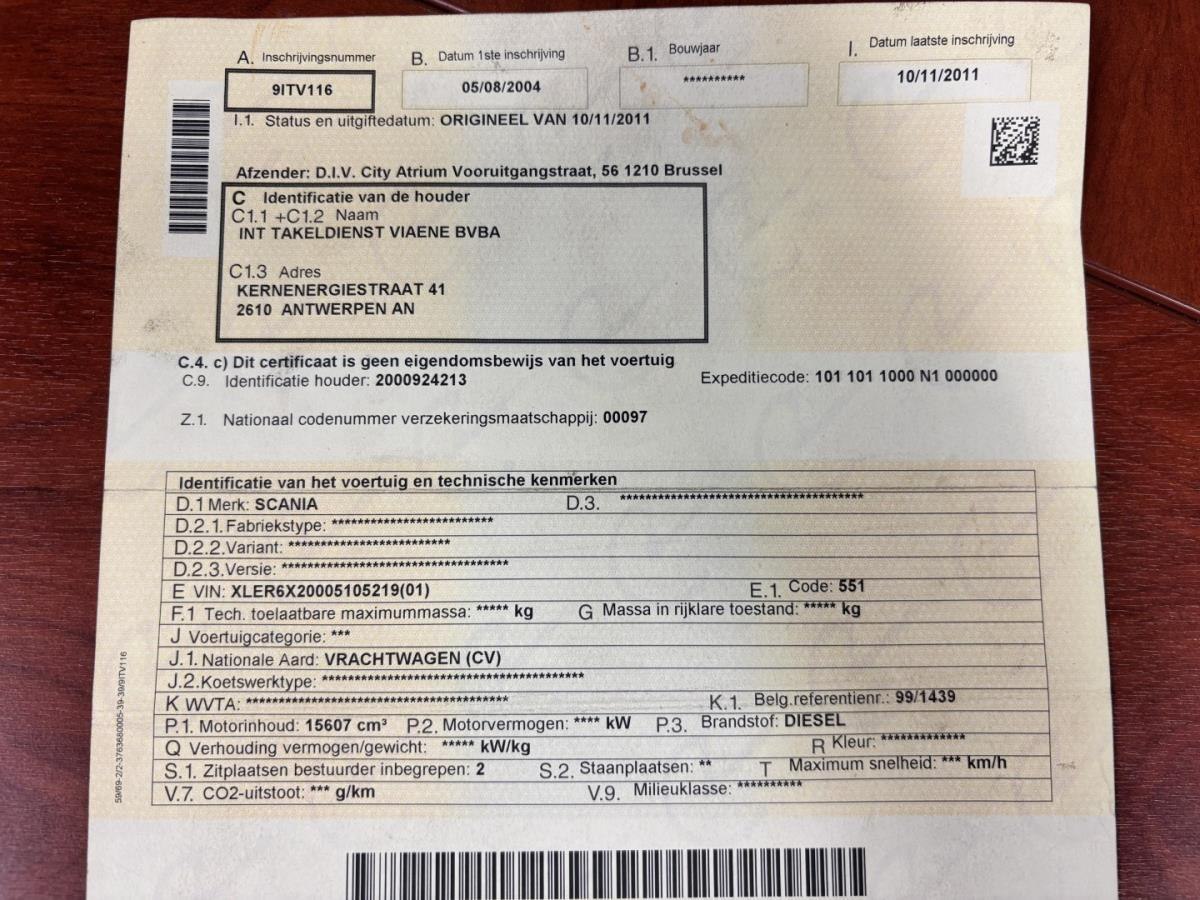 A. Inschrijvingsnummer B. Datum 1ste inschrijving B.1. Bouwjaar I. Datum laatste inschrijving
9ITV116 05/08/2004 ********** 10/11/2011
I.1. Status en uitgiftedatum: ORIGINEEL VAN 10/11/2011
Afzender: D.I.V. City Atrium Vooruitgangstraat, 56 1210 Brussel
C Identificatie van de houder
C1.1 +C1.2 Naam
INT TAKELDIENST VIAENE BVBA
C1.3 Adres
KERNENERGIESTRAAT 41
2610 ANTWERPEN AN
C.4. c) Dit certificaat is geen eigendomsbewijs van het voertuig
C.9. Identificatie houder: 2000924213 Expeditiecode: 101 101 1000 N1 000000
Z.1. Nationaal codenummer verzekeringsmaatschappij: 00097
Identificatie van het voertuig en technische kenmerken
D.1 Merk: SCANIA D.3. **************************************
D.2.1. Fabriekstype: *************************
D.2.2. Variant: *************************
D.2.3. Versie: ***********************************
E VIN: XLER6X20005105219(01) E.1. Code: 551
F.1 Tech. toelaatbare maximummassa: ***** kg G Massa in rijklare toestand: ***** kg
J Voertuigcategorie: ***
J.1. Nationale Aard: VRACHTWAGEN (CV)
J.2. Koetswerktype: *****************************************
K WVTA: ***************************************** K.1. Belg.referentienr.: 99/1439
P.1. Motorinhoud: 15607 cm³ P.2. Motorvermogen: **** kW P.3. Brandstof: DIESEL
Q Verhouding vermogen/gewicht: ***** kW/kg R Kleur: *************
S.1. Zitplaatsen bestuurder inbegrepen: 2 S.2. Staanplaatsen: ** T Maximum snelheid: *** km/h
V.7. CO2-uitstoot: *** g/km V.9. Milieuklasse: **********
59/69-2/2-3763680005-39-39/9ITV116